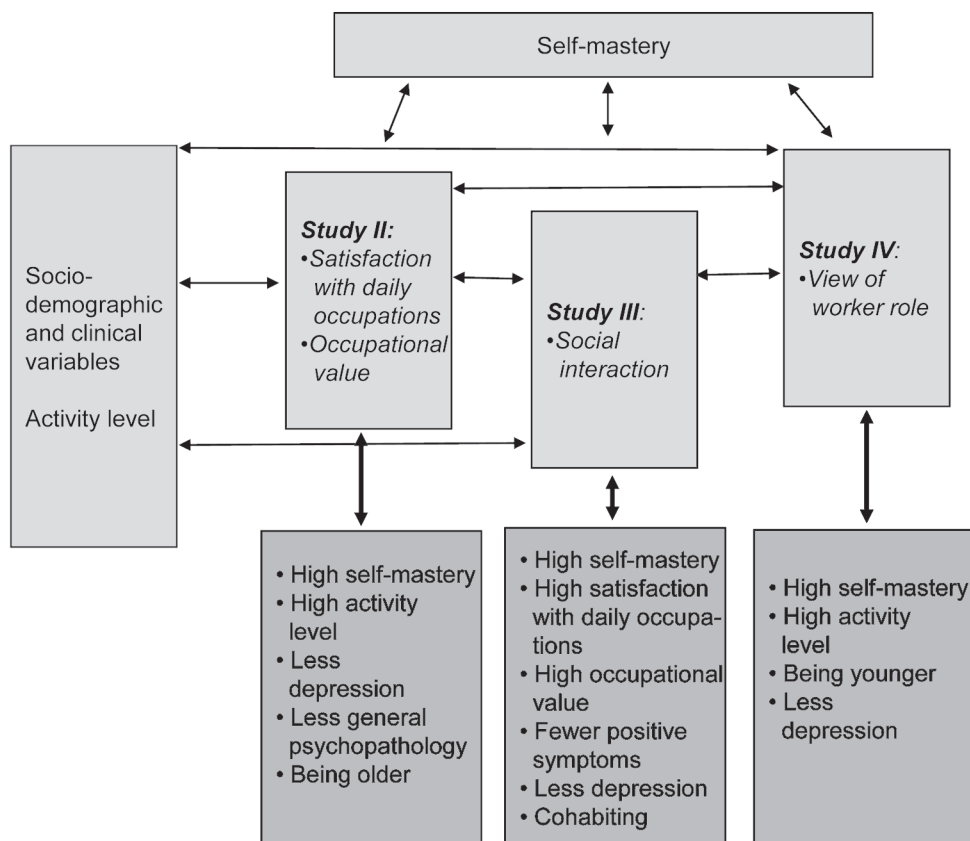 Self-mastery
Socio-
demographic
and clinical
variables
Activity level
Study II:
•Satisfaction
with daily
occupations
•Occupational
value
Study III:
•Social
interaction
Study IV:
•View of
worker role
• High self-mastery
• High activity
level
• Less
depression
• Less general
psychopathology
• Being older
• High self-mastery
• High satisfaction
with daily occupa-
tions
• High occupational
value
• Fewer positive
symptoms
• Less depression
• Cohabiting
• High self-mastery
• High activity
level
• Being younger
• Less
depression